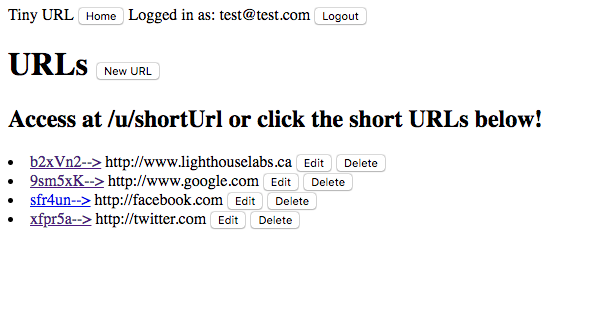 Tiny URL Home Logged in as: test@test.com Logout
URLs New URL
Access at /u/shortUrl or click the short URLs below!
b2xVn2--> http://www.lighthouselabs.ca Edit Delete
9sm5xK--> http://www.google.com Edit Delete
sfr4un--> http://facebook.com Edit Delete
xfpr5a--> http://twitter.com Edit Delete